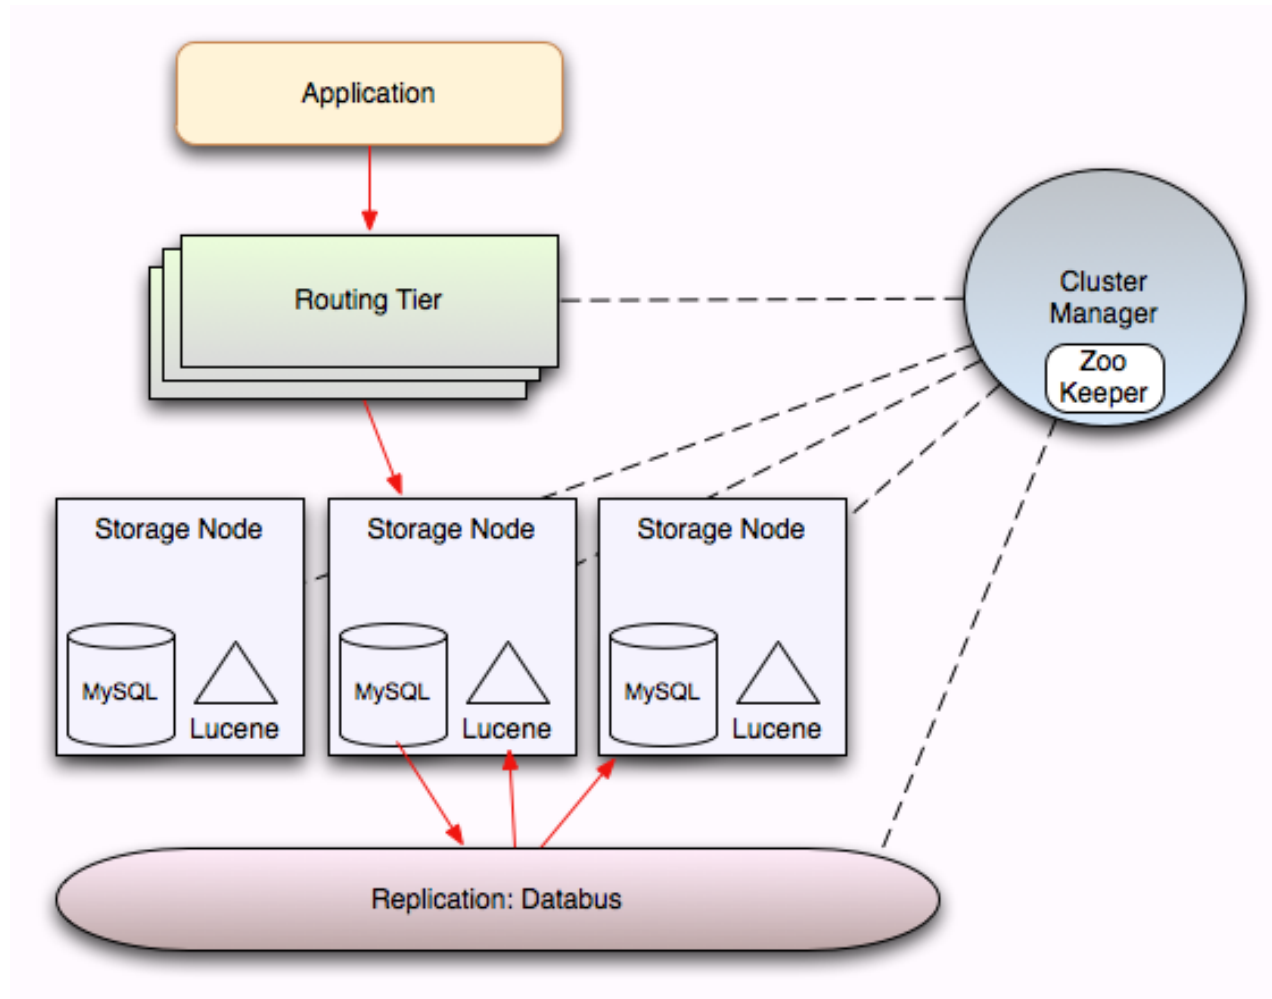 Application
Routing Tier
Cluster
Manager
Zoo
Keeper
Storage Node
Storage Node
Storage Node
MySQL
Lucene
MySQL
Lucene
MySQL
Lucene
Replication: Databus